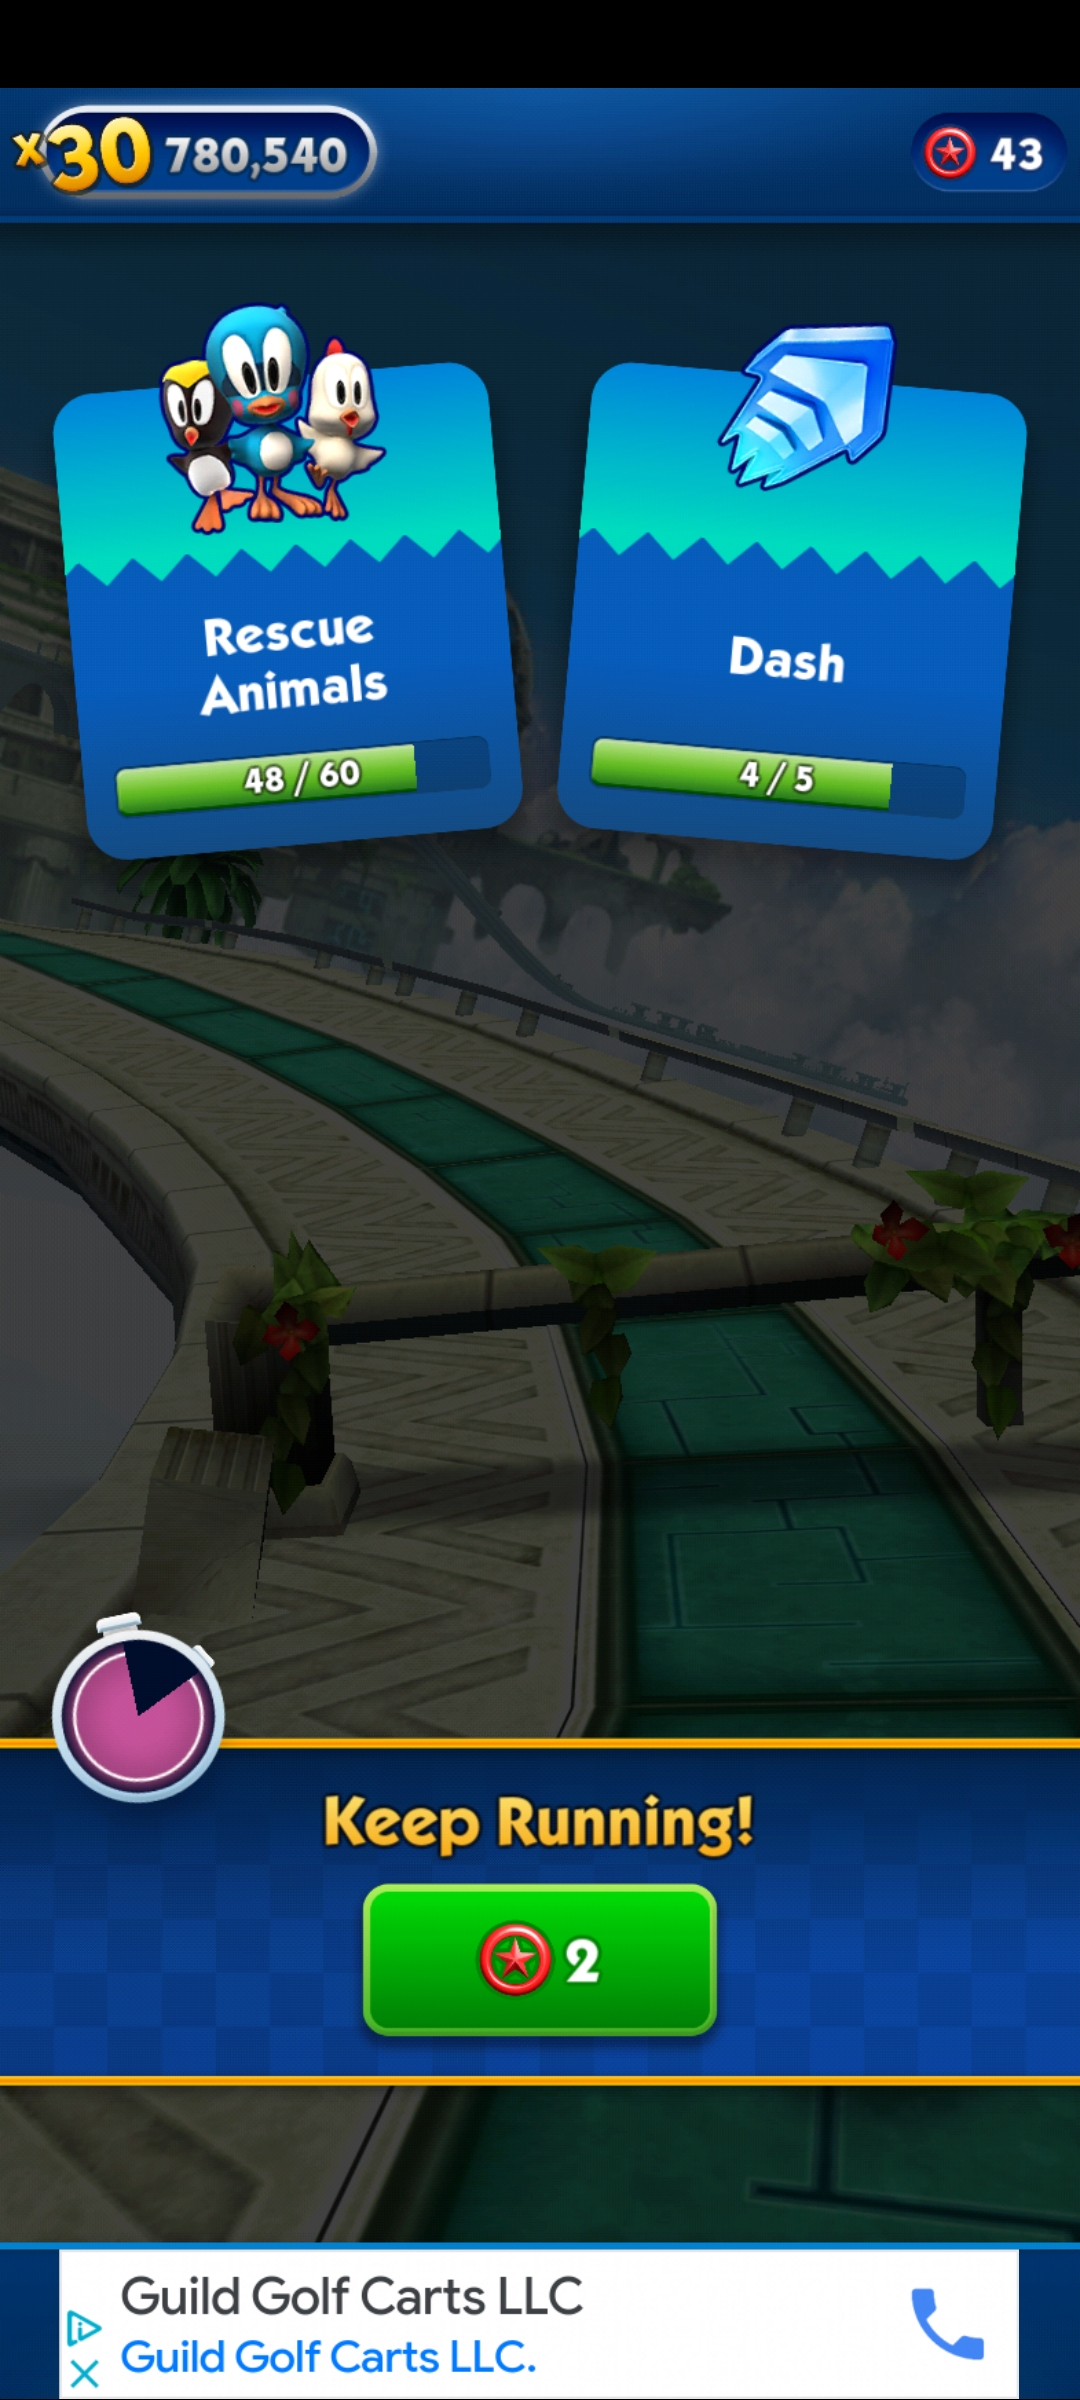 x30 780,540
43
Rescue
Animals
48 / 60
Dash
4 / 5
Keep Running!
2
Guild Golf Carts LLC
Guild Golf Carts LLC.